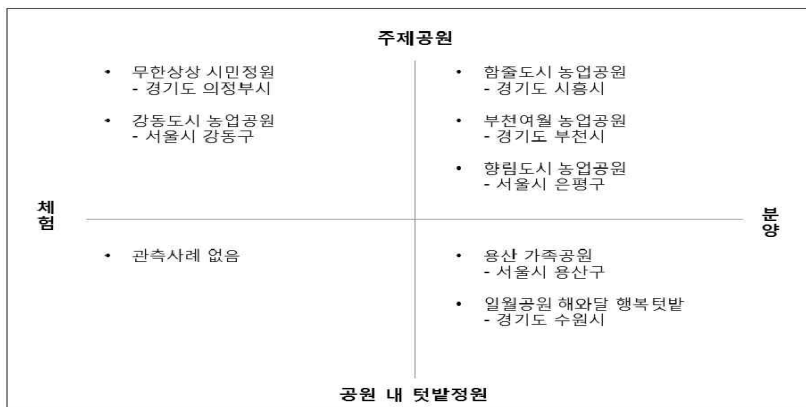 주제공원
• 무한상상 시민정원
- 경기도 의정부시
• 강동도시 농업공원
- 서울시 강동구
• 함줄도시 농업공원
- 경기도 시흥시
• 부천여월 농업공원
- 경기도 부천시
• 향림도시 농업공원
- 서울시 은평구
체험
분양
• 관측사례 없음
• 용산 가족공원
- 서울시 용산구
• 일월공원 해와달 행복텃밭
- 경기도 수원시
공원 내 텃밭정원